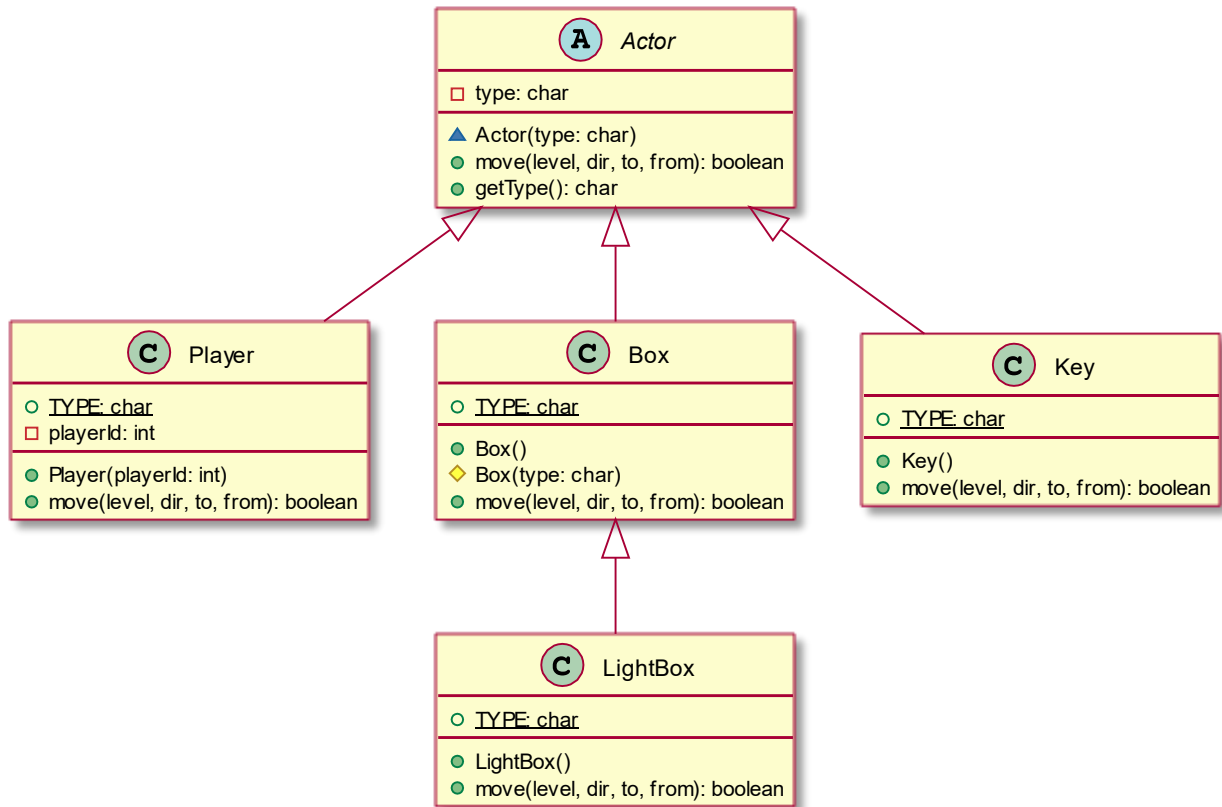 A Actor
type: char
Actor(type: char)
move(level, dir, to, from): boolean
getType(): char
C Player
TYPE: char
playerId: int
Player(playerId: int)
move(level, dir, to, from): boolean
C Box
TYPE: char
Box()
Box(type: char)
move(level, dir, to, from): boolean
C Key
TYPE: char
Key()
move(level, dir, to, from): boolean
C LightBox
TYPE: char
LightBox()
move(level, dir, to, from): boolean